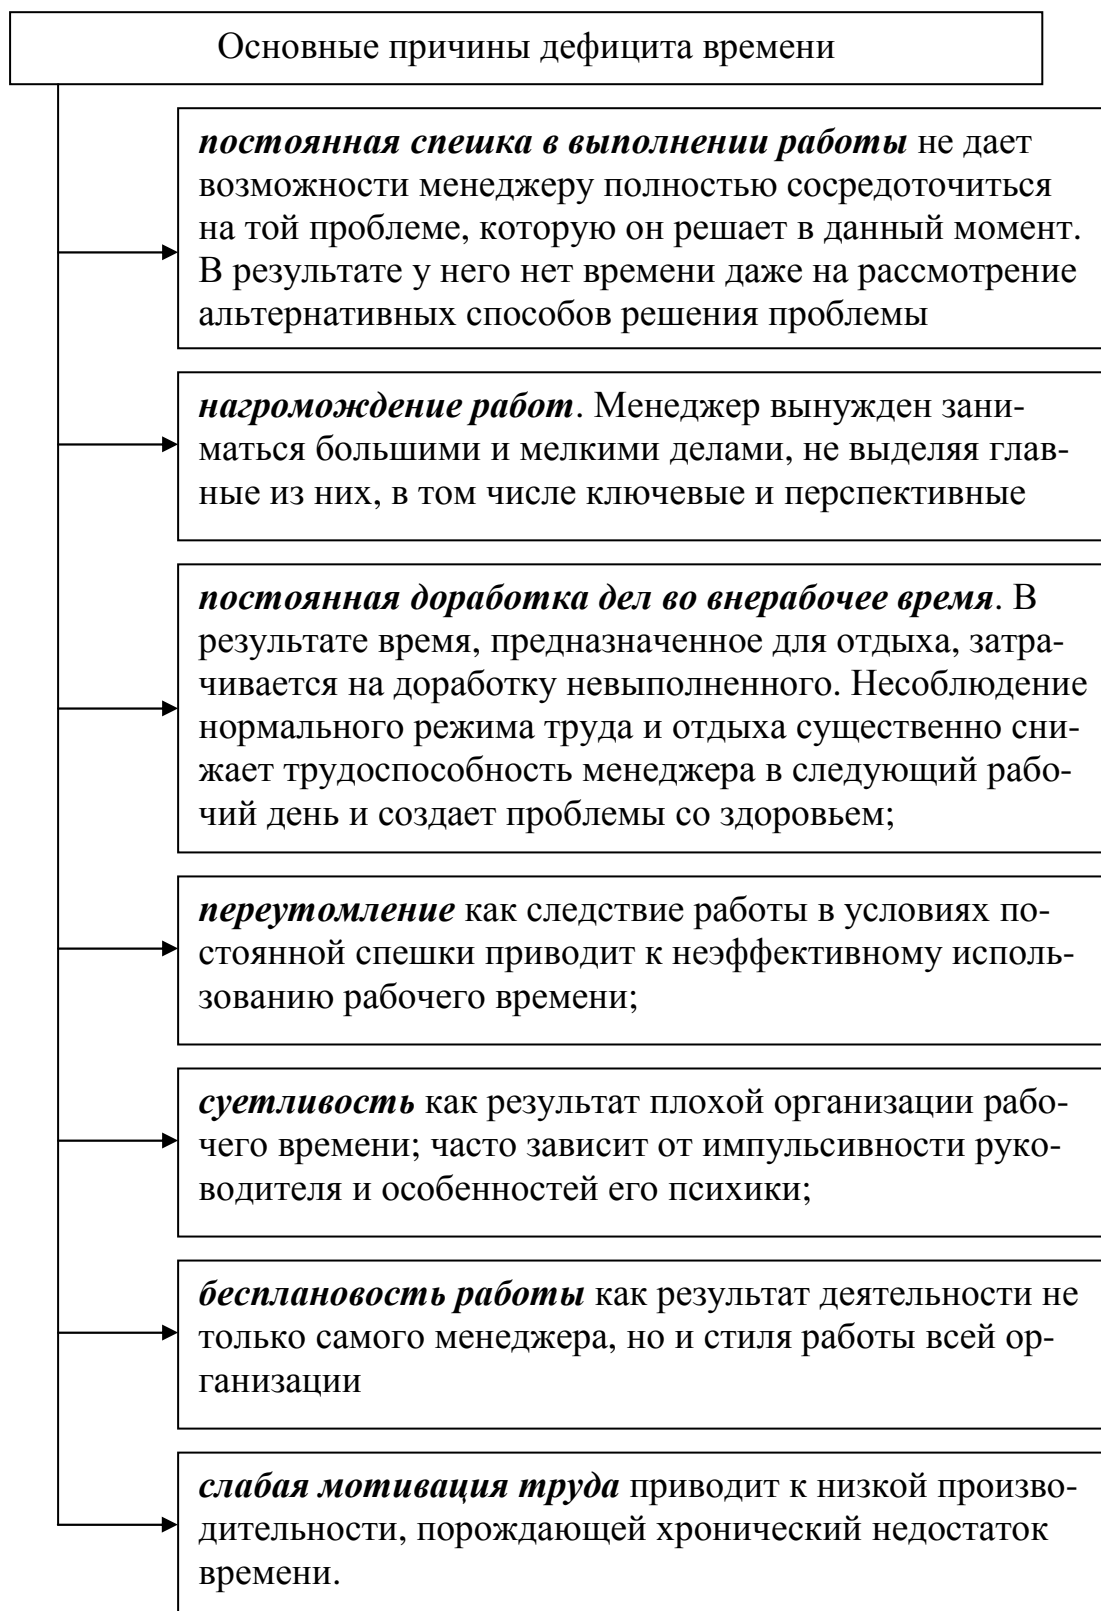 Основные причины дефицита времени
постоянная спешка в выполнении работы не дает
возможности менеджеру полностью сосредоточиться
на той проблеме, которую он решает в данный момент.
В результате у него нет времени даже на рассмотрение
альтернативных способов решения проблемы
нагромождение работ. Менеджер вынужден зани-
маться большими и мелкими делами, не выделяя глав-
ные из них, в том числе ключевые и перспективные
постоянная доработка дел во внерабочее время. В
результате время, предназначенное для отдыха, затра-
чивается на доработку невыполненного. Несоблюдение
нормального режима труда и отдыха существенно сни-
жает трудоспособность менеджера в следующий рабо-
чий день и создает проблемы со здоровьем;
переутомление как следствие работы в условиях по-
стоянной спешки приводит к неэффективному исполь-
зованию рабочего времени;
суетливость как результат плохой организации рабо-
чего времени; часто зависит от импульсивности руко-
водителя и особенностей его психики;
бесплановость работы как результат деятельности не
только самого менеджера, но и стиля работы всей ор-
ганизации
слабая мотивация труда приводит к низкой произво-
дительности, порождающей хронический недостаток
времени.